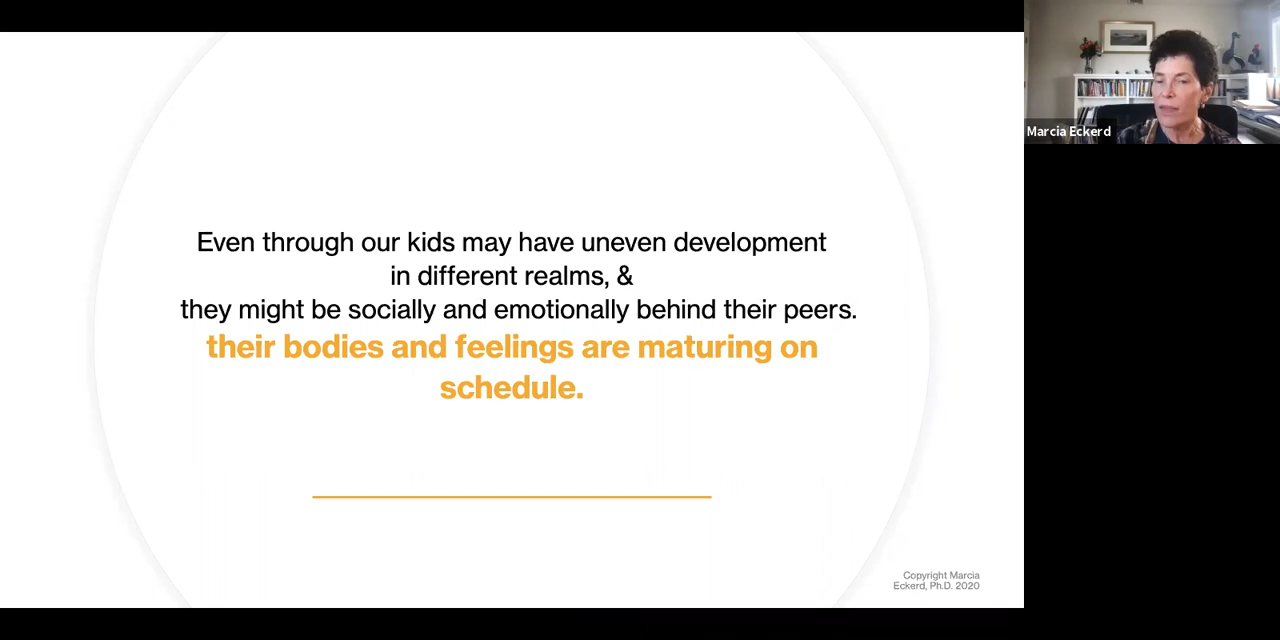 Even through our kids may have uneven development
in different realms, &
they might be socially and emotionally behind their peers.
their bodies and feelings are maturing on
schedule.
Copyright Marcia
Eckerd, Ph.D. 2020
Marcia Eckerd